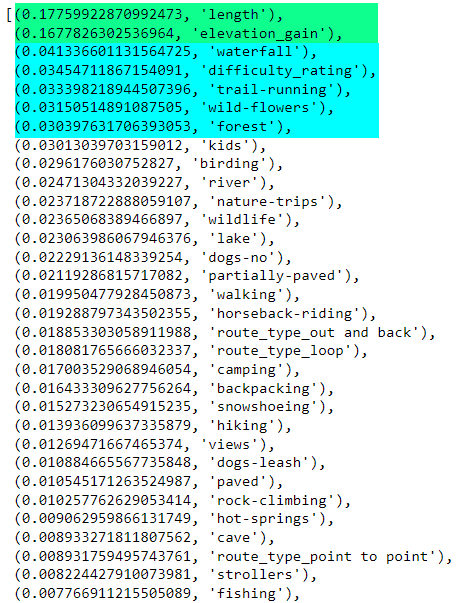 [(0.17759922870992473, 'length'),
(0.1677826302536964, 'elevation_gain'),
(0.041336601131564725, 'waterfall'),
(0.03454711867154091, 'difficulty_rating'),
(0.033398218944507396, 'trail-running'),
(0.03150514891087505, 'wild-flowers'),
(0.030397631706393053, 'forest'),
(0.03013039703159012, 'kids'),
(0.0296176030752827, 'birding'),
(0.02471304332039227, 'river'),
(0.023718722888059107, 'nature-trips'),
(0.02365068389466897, 'wildlife'),
(0.023063986067946376, 'lake'),
(0.02229136148339254, 'dogs-no'),
(0.02119286815717082, 'partially-paved'),
(0.019950477928450873, 'walking'),
(0.019288797343502355, 'horseback-riding'),
(0.018853303058911988, 'route_type_out and back'),
(0.018081765666032337, 'route_type_loop'),
(0.017003529068946054, 'camping'),
(0.016433309627756264, 'backpacking'),
(0.015273230654915235, 'snowshoeing'),
(0.013936099637335879, 'hiking'),
(0.01269471667465374, 'views'),
(0.010884665567735848, 'dogs-leash'),
(0.010545171263524987, 'paved'),
(0.010257762629053414, 'rock-climbing'),
(0.009062959866131749, 'hot-springs'),
(0.008933271811807562, 'cave'),
(0.008931759495743761, 'route_type_point to point'),
(0.008224427910073981, 'strollers'),
(0.007766911215505089, 'fishing'),